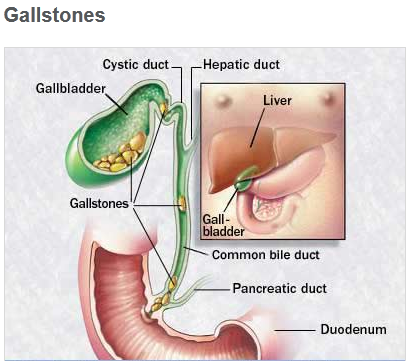 Gallstones
Cystic duct
Hepatic duct
Gallbladder
Liver
Gallstones
Gall-
bladder
Common bile duct
Pancreatic duct
Duodenum